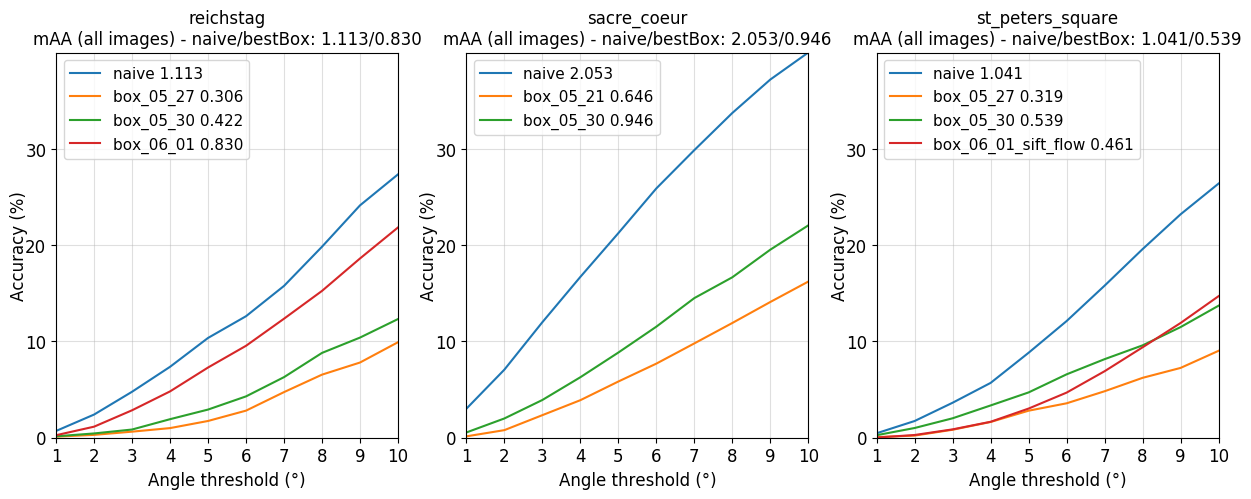 reichstag
mAA (all images) - naive/bestBox: 1.113/0.830
naive 1.113
box_05_27 0.306
box_05_30 0.422
box_06_01 0.830
Accuracy (%)
30
20
10
0
1 2 3 4 5 6 7 8 9 10
Angle threshold (°)
sacre_coeur
mAA (all images) - naive/bestBox: 2.053/0.946
naive 2.053
box_05_21 0.646
box_05_30 0.946
Accuracy (%)
30
20
10
0
1 2 3 4 5 6 7 8 9 10
Angle threshold (°)
st_peters_square
mAA (all images) - naive/bestBox: 1.041/0.539
naive 1.041
box_05_27 0.319
box_05_30 0.539
box_06_01_sift_flow 0.461
Accuracy (%)
30
20
10
0
1 2 3 4 5 6 7 8 9 10
Angle threshold (°)